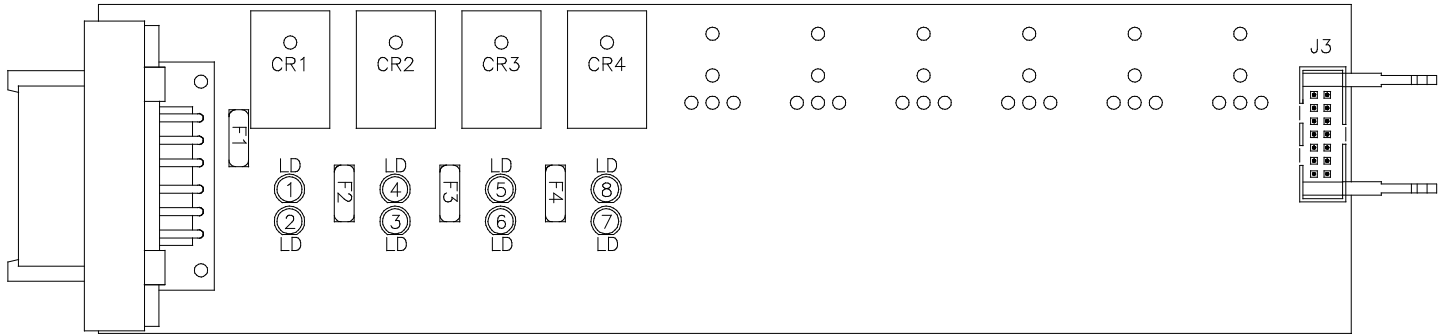 CR1 CR2 CR3 CR4 J3
F1
LD LD LD LD
1 F2 4 F3 5 F4 8
2 3 6 7
LD LD LD LD